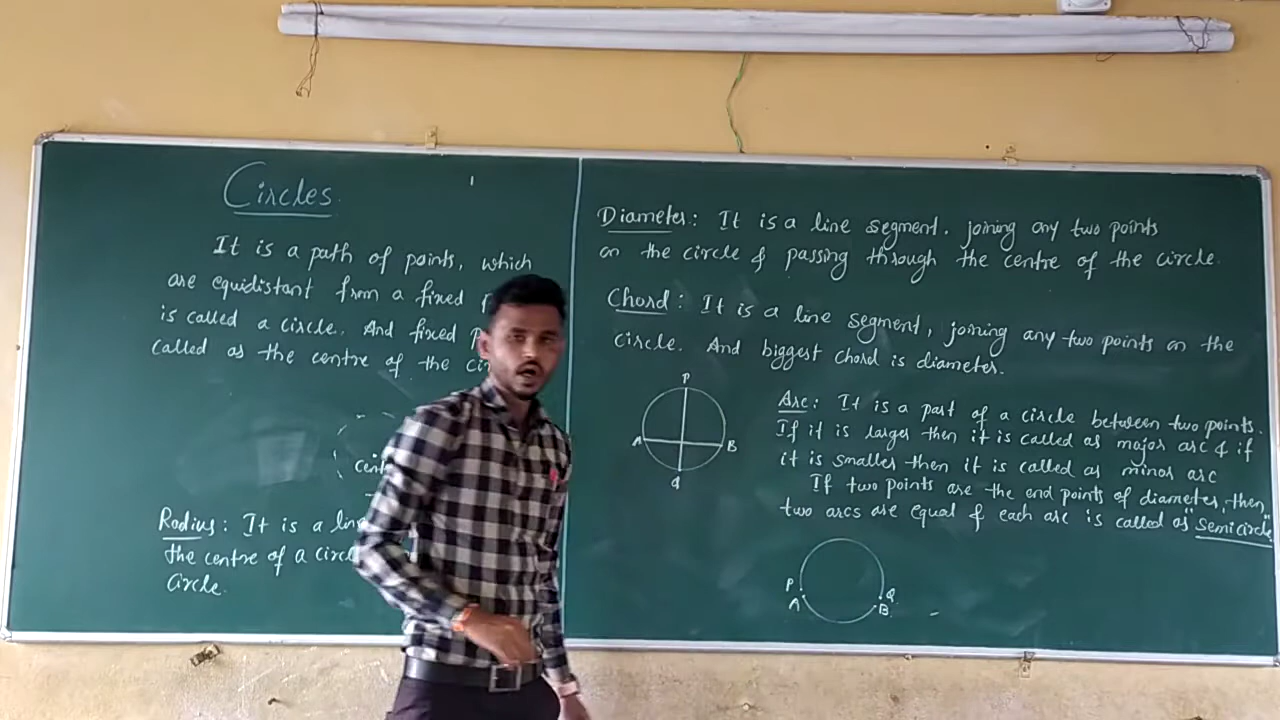 Circles.
It is a path of points, which
are equidistant from a fixed
is called a circle. And fixed
called as the centre of the
Radius: It is a
the centre of a
circle.
Diameter: It is a line segment. joining any two points
on the circle & passing through the centre of the circle.
Chord: It is a line segment, joining any two points on the
circle. And biggest chord is diameter.
P
A B
Q
Arc: It is a part of a circle between two points.
If it is larger then it is called as major arc & if
it is smaller then it is called as minor arc
If two points are the end points of diameter, then
two arcs are equal & each arc is called as "semicircle"
P Q
A B